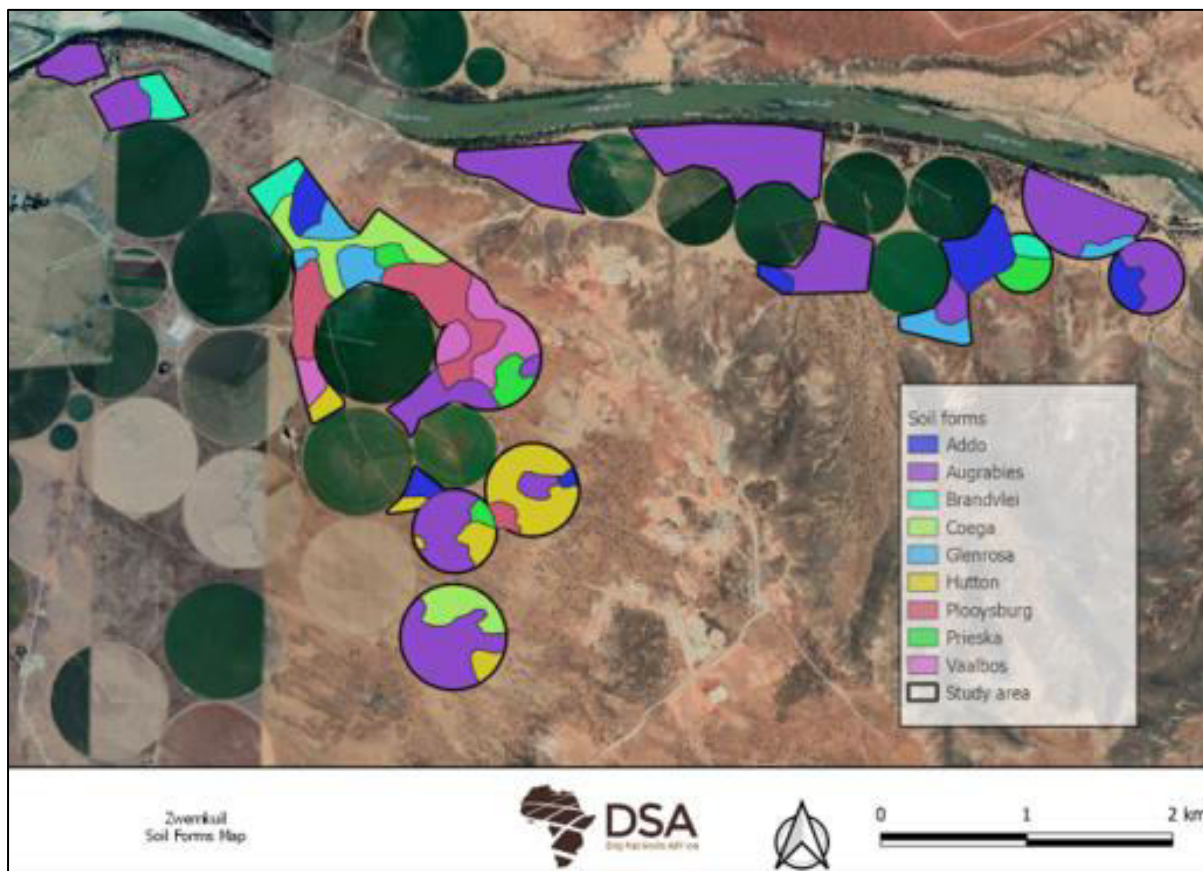 Soil forms
Addo
Augrabies
Brandvlei
Coega
Glenrosa
Hutton
Plooysburg
Prieska
Vaalbos
Study area
Zwemkuil
Soil Forms Map
DSA
0 1 2 km